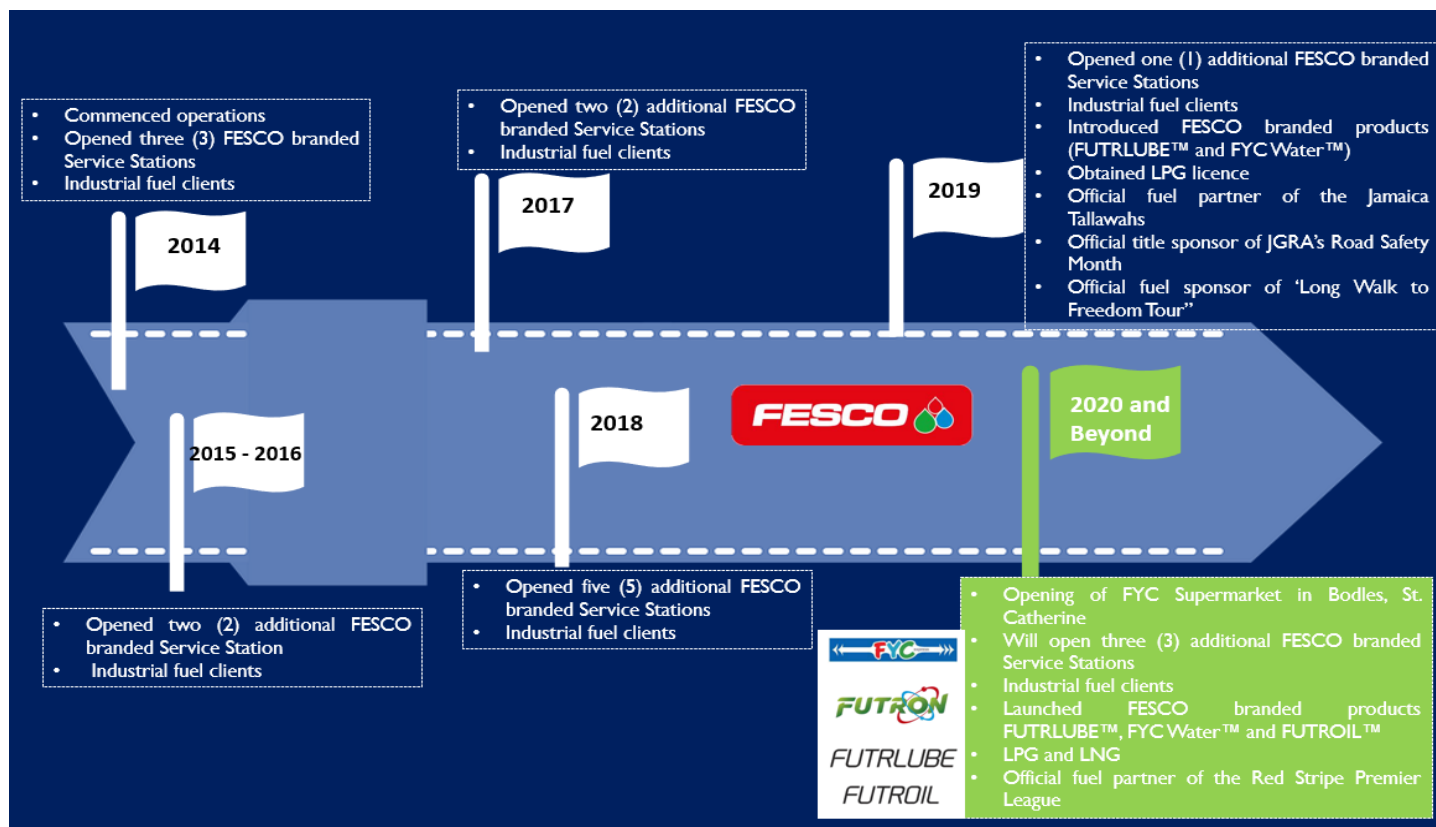 • Commenced operations
• Opened three (3) FESCO branded
Service Stations
• Industrial fuel clients
2014
2015 - 2016
• Opened two (2) additional FESCO
branded Service Station
• Industrial fuel clients
• Opened two (2) additional FESCO
branded Service Stations
• Industrial fuel clients
2017
2018
• Opened five (5) additional FESCO
branded Service Stations
• Industrial fuel clients
FESCO
2019
• Opened one (1) additional FESCO branded
Service Stations
• Industrial fuel clients
• Introduced FESCO branded products
(FUTRLUBE™ and FYC Water™)
• Obtained LPG licence
• Official fuel partner of the Jamaica
Tallawahs
• Official title sponsor of JGRA's Road Safety
Month
• Official fuel sponsor of ‘Long Walk to
Freedom Tour”
2020 and
Beyond
• Opening of FYC Supermarket in Bodles, St.
Catherine
• Will open three (3) additional FESCO branded
Service Stations
• Industrial fuel clients
• Launched FESCO branded products
FUTRLUBE™, FYC Water™ and FUTROIL™
• LPG and LNG
• Official fuel partner of the Red Stripe Premier
League
FYC
FUTRON
FUTRLUBE
FUTROIL